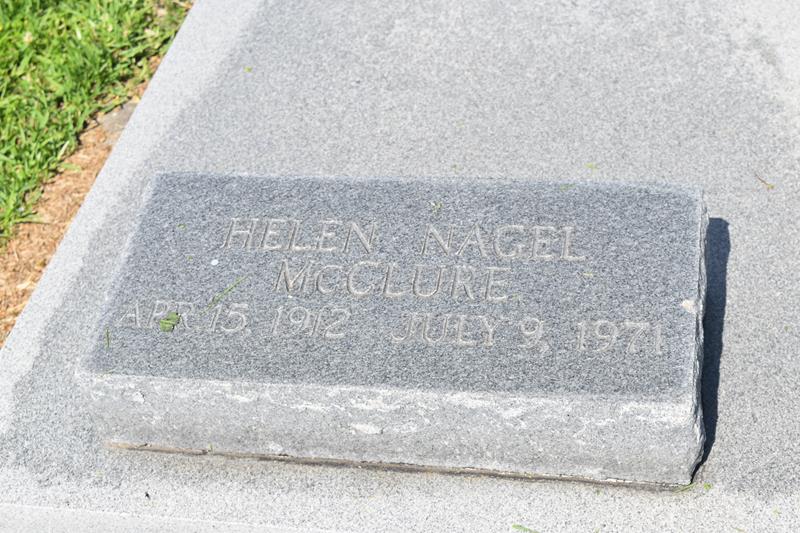 HELEN NAGEL
MCCLURE
APR. 15, 1912 JULY 9, 1971